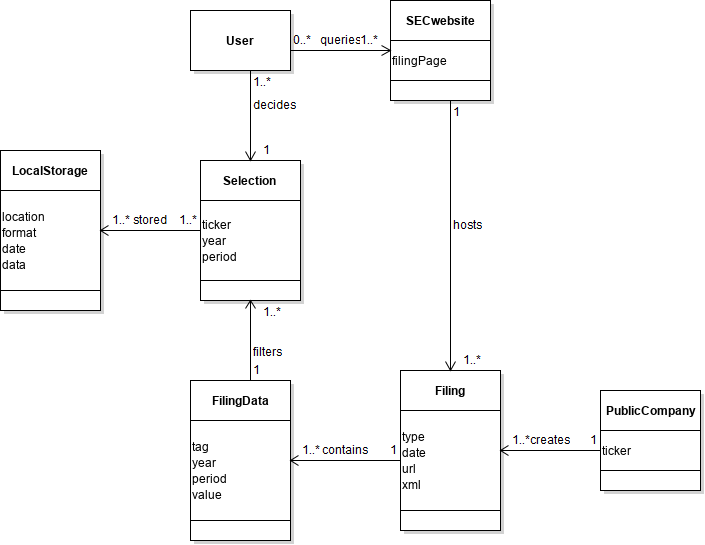 User
0..* queries 1..*
SECwebsite
filingPage
1..*
decides
1
1
hosts
1..*
LocalStorage
location
format
date
data
1..* stored 1..*
Selection
ticker
year
period
1..*
filters
1
FilingData
tag
year
period
value
1..* contains 1
Filing
type
date
url
xml
1..* creates 1
PublicCompany
ticker